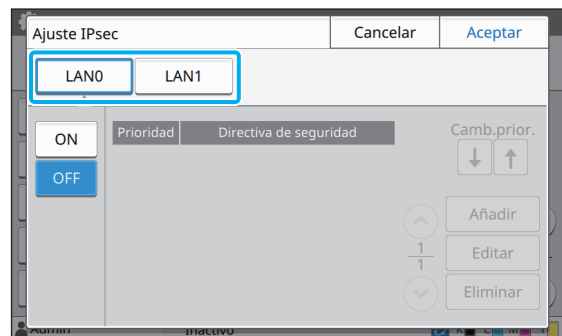 Ajuste IPsec Cancelar Aceptar
LAN0 LAN1
ON Prioridad Directiva de seguridad Camb.prior.
OFF
Añadir
1
1
Editar
Eliminar
Admin Inactivo K C M Y